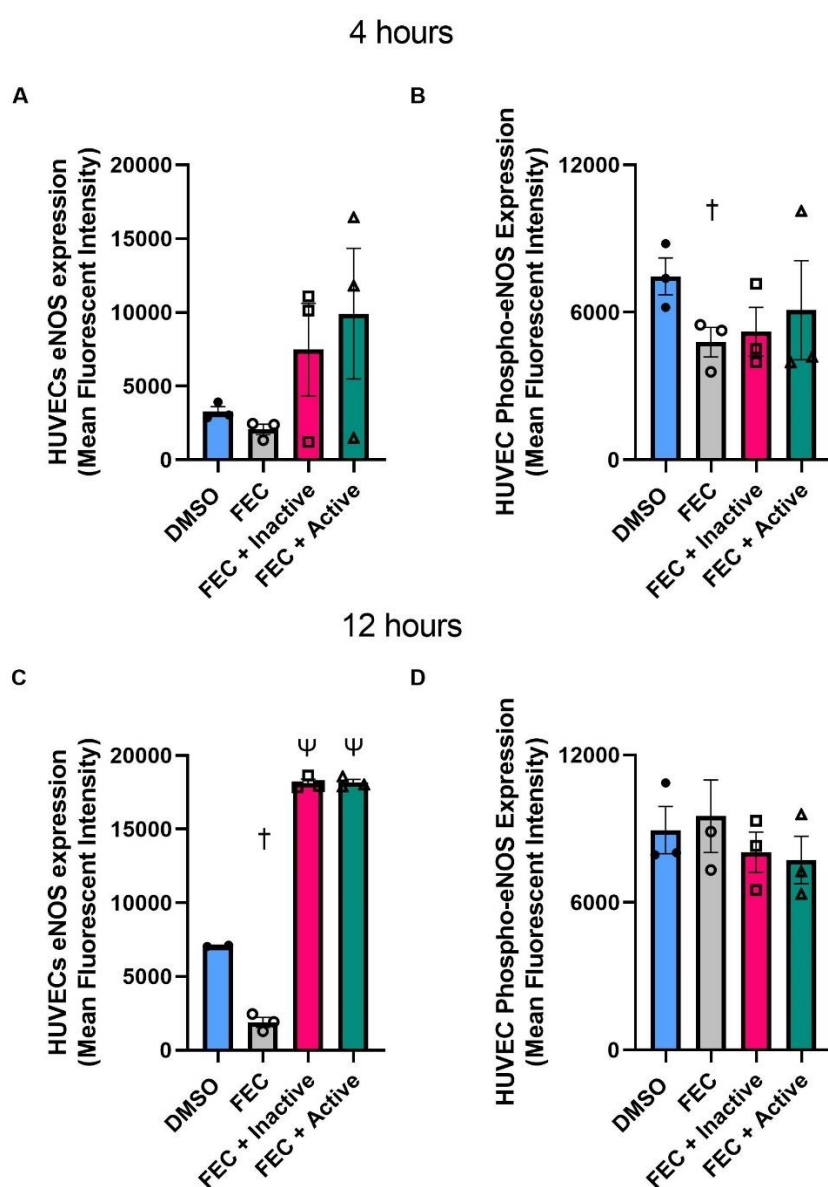 4 hours
A
HUVECs eNOS expression
(Mean Fluorescent Intensity)
20000
15000
10000
5000
0
DMSO
FEC
FEC + Inactive
FEC + Active
B
HUVEC Phospho-eNOS Expression
(Mean Fluorescent Intensity)
12000
6000
0
†
DMSO
FEC
FEC + Inactive
FEC + Active
12 hours
C
HUVECs eNOS expression
(Mean Fluorescent Intensity)
20000
15000
10000
5000
0
†
Ψ
Ψ
DMSO
FEC
FEC + Inactive
FEC + Active
D
HUVEC Phospho-eNOS Expression
(Mean Fluorescent Intensity)
12000
6000
0
DMSO
FEC
FEC + Inactive
FEC + Active